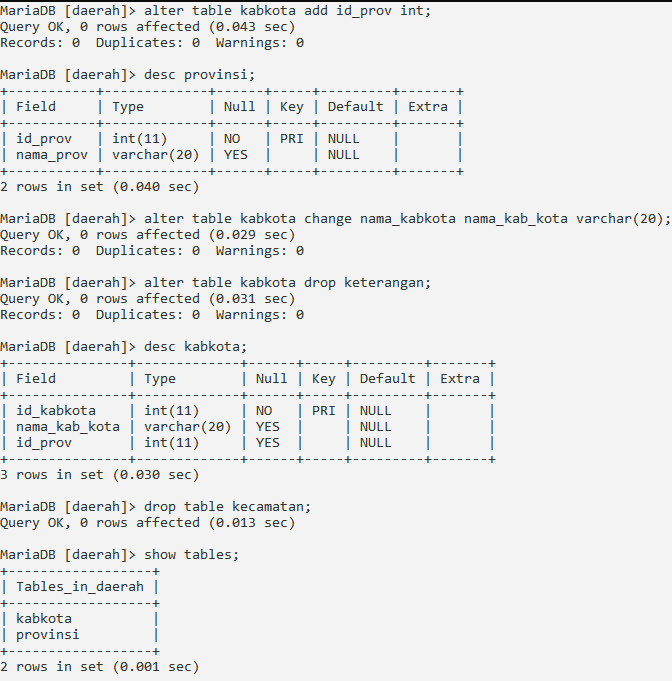 MariaDB [daerah]> alter table kabkota add id_prov int;
Query OK, 0 rows affected (0.043 sec)
Records: 0  Duplicates: 0  Warnings: 0

MariaDB [daerah]> desc provinsi;
+-----------+-------------+------+-----+---------+-------+
| Field     | Type        | Null | Key | Default | Extra |
+-----------+-------------+------+-----+---------+-------+
| id_prov   | int(11)     | NO   | PRI | NULL    |       |
| nama_prov | varchar(20) | YES  |     | NULL    |       |
+-----------+-------------+------+-----+---------+-------+
2 rows in set (0.040 sec)

MariaDB [daerah]> alter table kabkota change nama_kabkota nama_kab_kota varchar(20);
Query OK, 0 rows affected (0.029 sec)
Records: 0  Duplicates: 0  Warnings: 0

MariaDB [daerah]> alter table kabkota drop keterangan;
Query OK, 0 rows affected (0.031 sec)
Records: 0  Duplicates: 0  Warnings: 0

MariaDB [daerah]> desc kabkota;
+---------------+-------------+------+-----+---------+-------+
| Field         | Type        | Null | Key | Default | Extra |
+---------------+-------------+------+-----+---------+-------+
| id_kabkota    | int(11)     | NO   | PRI | NULL    |       |
| nama_kab_kota | varchar(20) | YES  |     | NULL    |       |
| id_prov       | int(11)     | YES  |     | NULL    |       |
+---------------+-------------+------+-----+---------+-------+
3 rows in set (0.030 sec)

MariaDB [daerah]> drop table kecamatan;
Query OK, 0 rows affected (0.013 sec)

MariaDB [daerah]> show tables;
+------------------+
| Tables_in_daerah |
+------------------+
| kabkota          |
| provinsi         |
+------------------+
2 rows in set (0.001 sec)